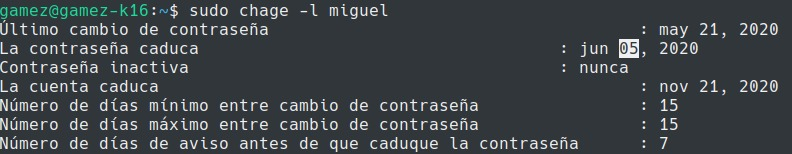 gamez@gamez-k16:~$ sudo chage -l miguel
Último cambio de contraseña : may 21, 2020
La contraseña caduca : jun 05, 2020
Contraseña inactiva : nunca
La cuenta caduca : nov 21, 2020
Número de días mínimo entre cambio de contraseña : 15
Número de días máximo entre cambio de contraseña : 15
Número de días de aviso antes de que caduque la contraseña : 7